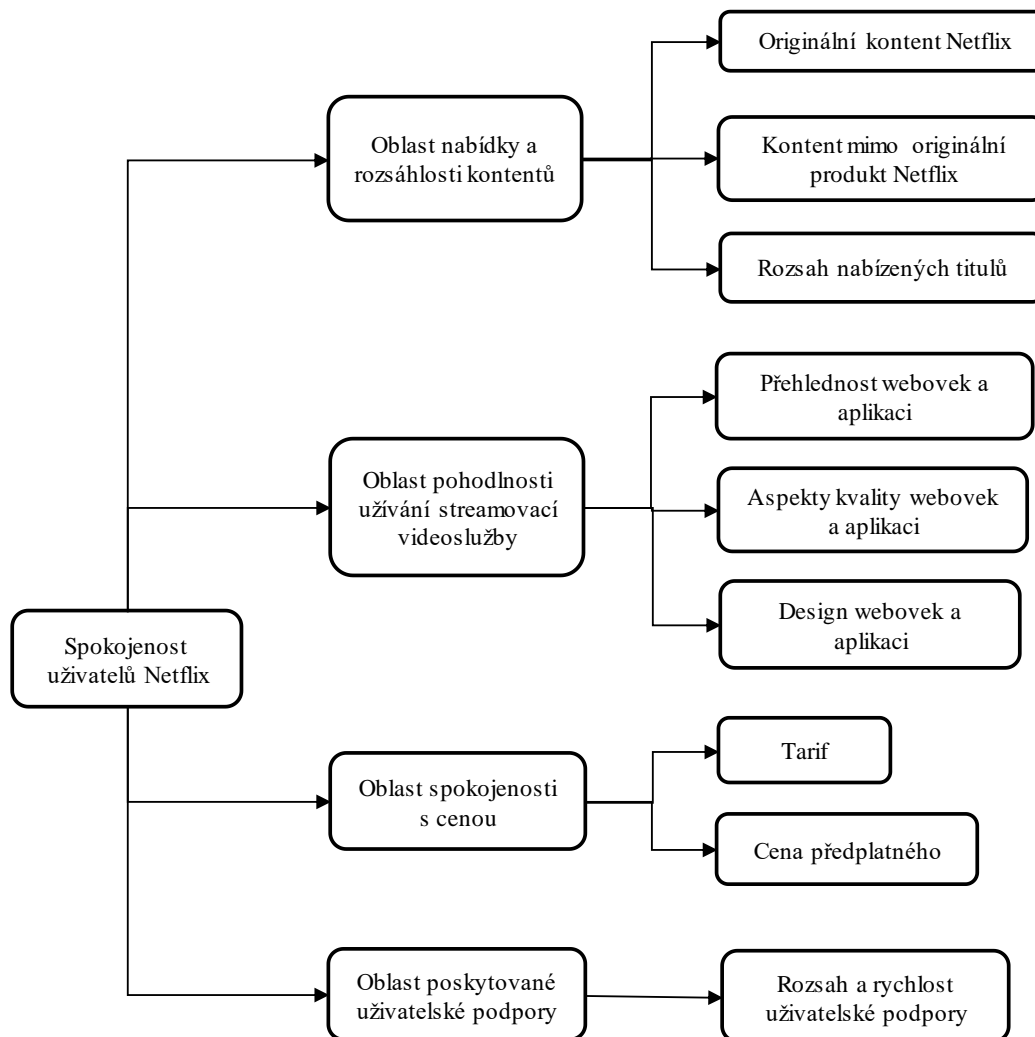 Originální kontent Netflix
Oblast nabídky a
rozsáhlosti kontentů
Kontent mimo originální
produkt Netflix
Rozsah nabízených titulů
Přehlednost webovek a
aplikaci
Oblast pohodlnosti
užívání streamovací
videoslužby
Aspekty kvality webovek
a aplikaci
Design webovek a
aplikaci
Spokojenost
uživatelů Netflix
Oblast spokojenosti
s cenou
Tarif
Cena předplatného
Oblast poskytované
uživatelské podpory
Rozsah a rychlost
uživatelské podpory